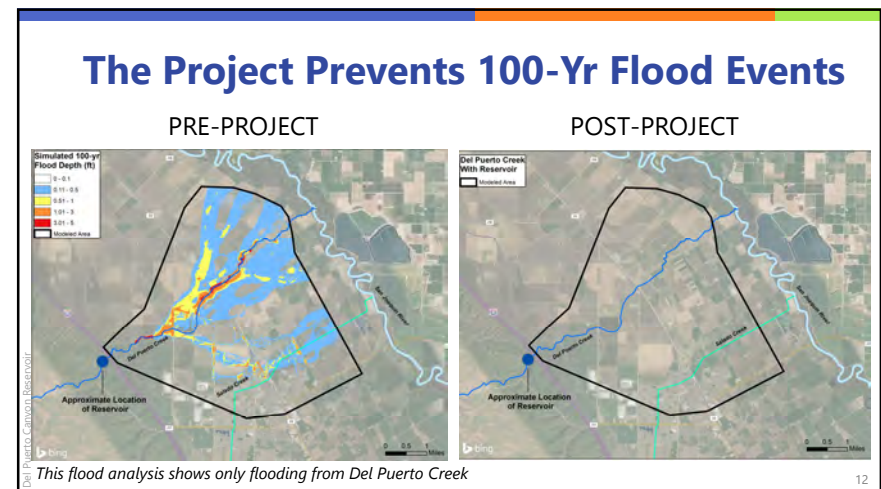 The Project Prevents 100-Yr Flood Events
PRE-PROJECT
POST-PROJECT
Simulated 100-yr
Flood Depth (ft)
0 - 0.1
0.11 - 0.5
0.51 - 1
1.01 - 3
3.01 - 5
Modeled Area
Del Puerto Creek
Salado Creek
San Joaquin River
Approximate Location
of Reservoir
0 0.5 1
Miles
bing
Del Puerto Creek
With Reservoir
Modeled Area
Del Puerto Creek
Salado Creek
San Joaquin River
Approximate Location
of Reservoir
0 0.5 1
Miles
bing
Del Puerto Canyon Reservoir
This flood analysis shows only flooding from Del Puerto Creek
12